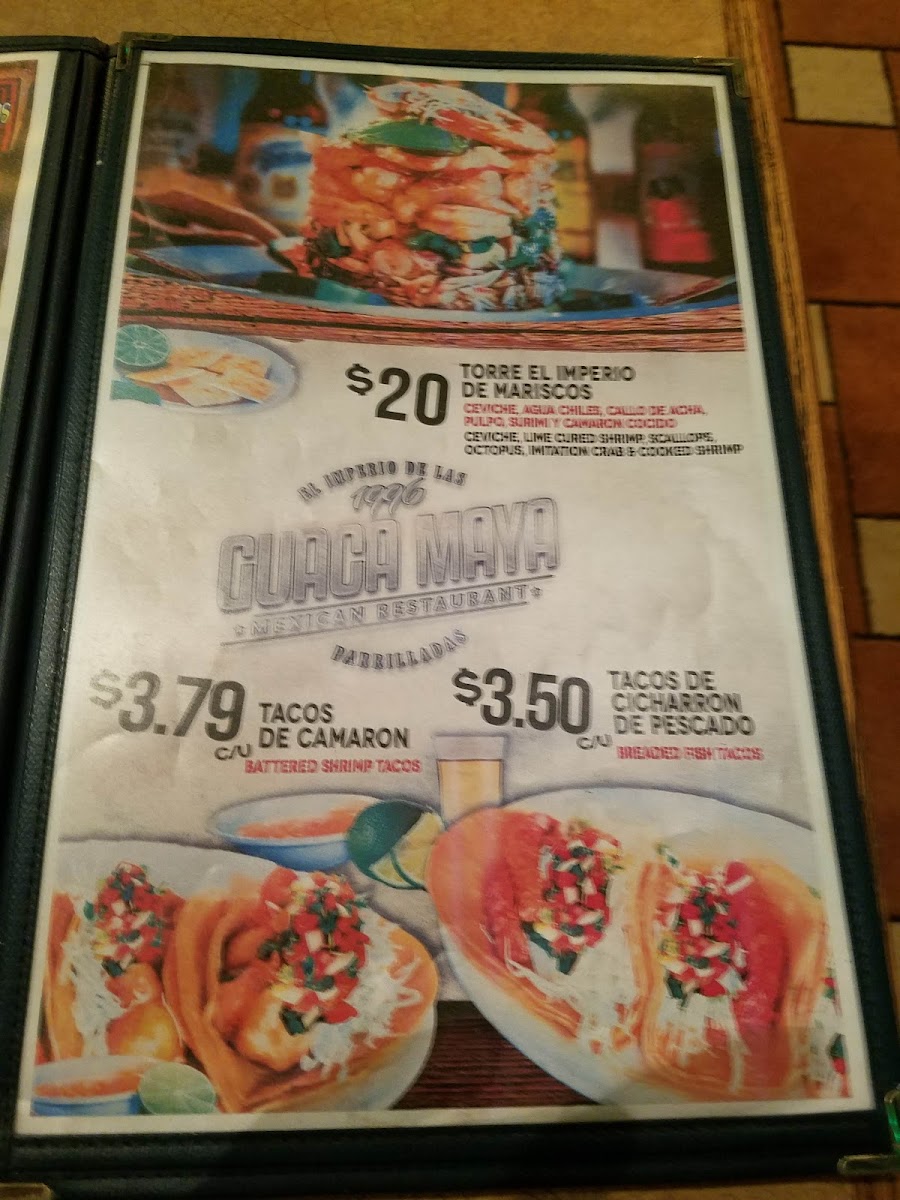 $20
TORRE EL IMPERIO
DE MARISCOS
CEVICHE, AGUA CHILES, CALLO DE ACHA,
PULPO, SURIMI Y CAMARON COCIDO
CEVICHE, LIME CURED SHRIMP, SCALLOPS,
OCTOPUS, IMITATION CRAB & COOKED SHRIMP
EL IMPERIO DE LAS
1996
GUACA MAYA
MEXICAN RESTAURANT
PARRILLADAS
$3.79 C/U
TACOS
DE CAMARON
BATTERED SHRIMP TACOS
$3.50 C/U
TACOS DE
CICHARRON
DE PESCADO
BREADED FISH TACOS